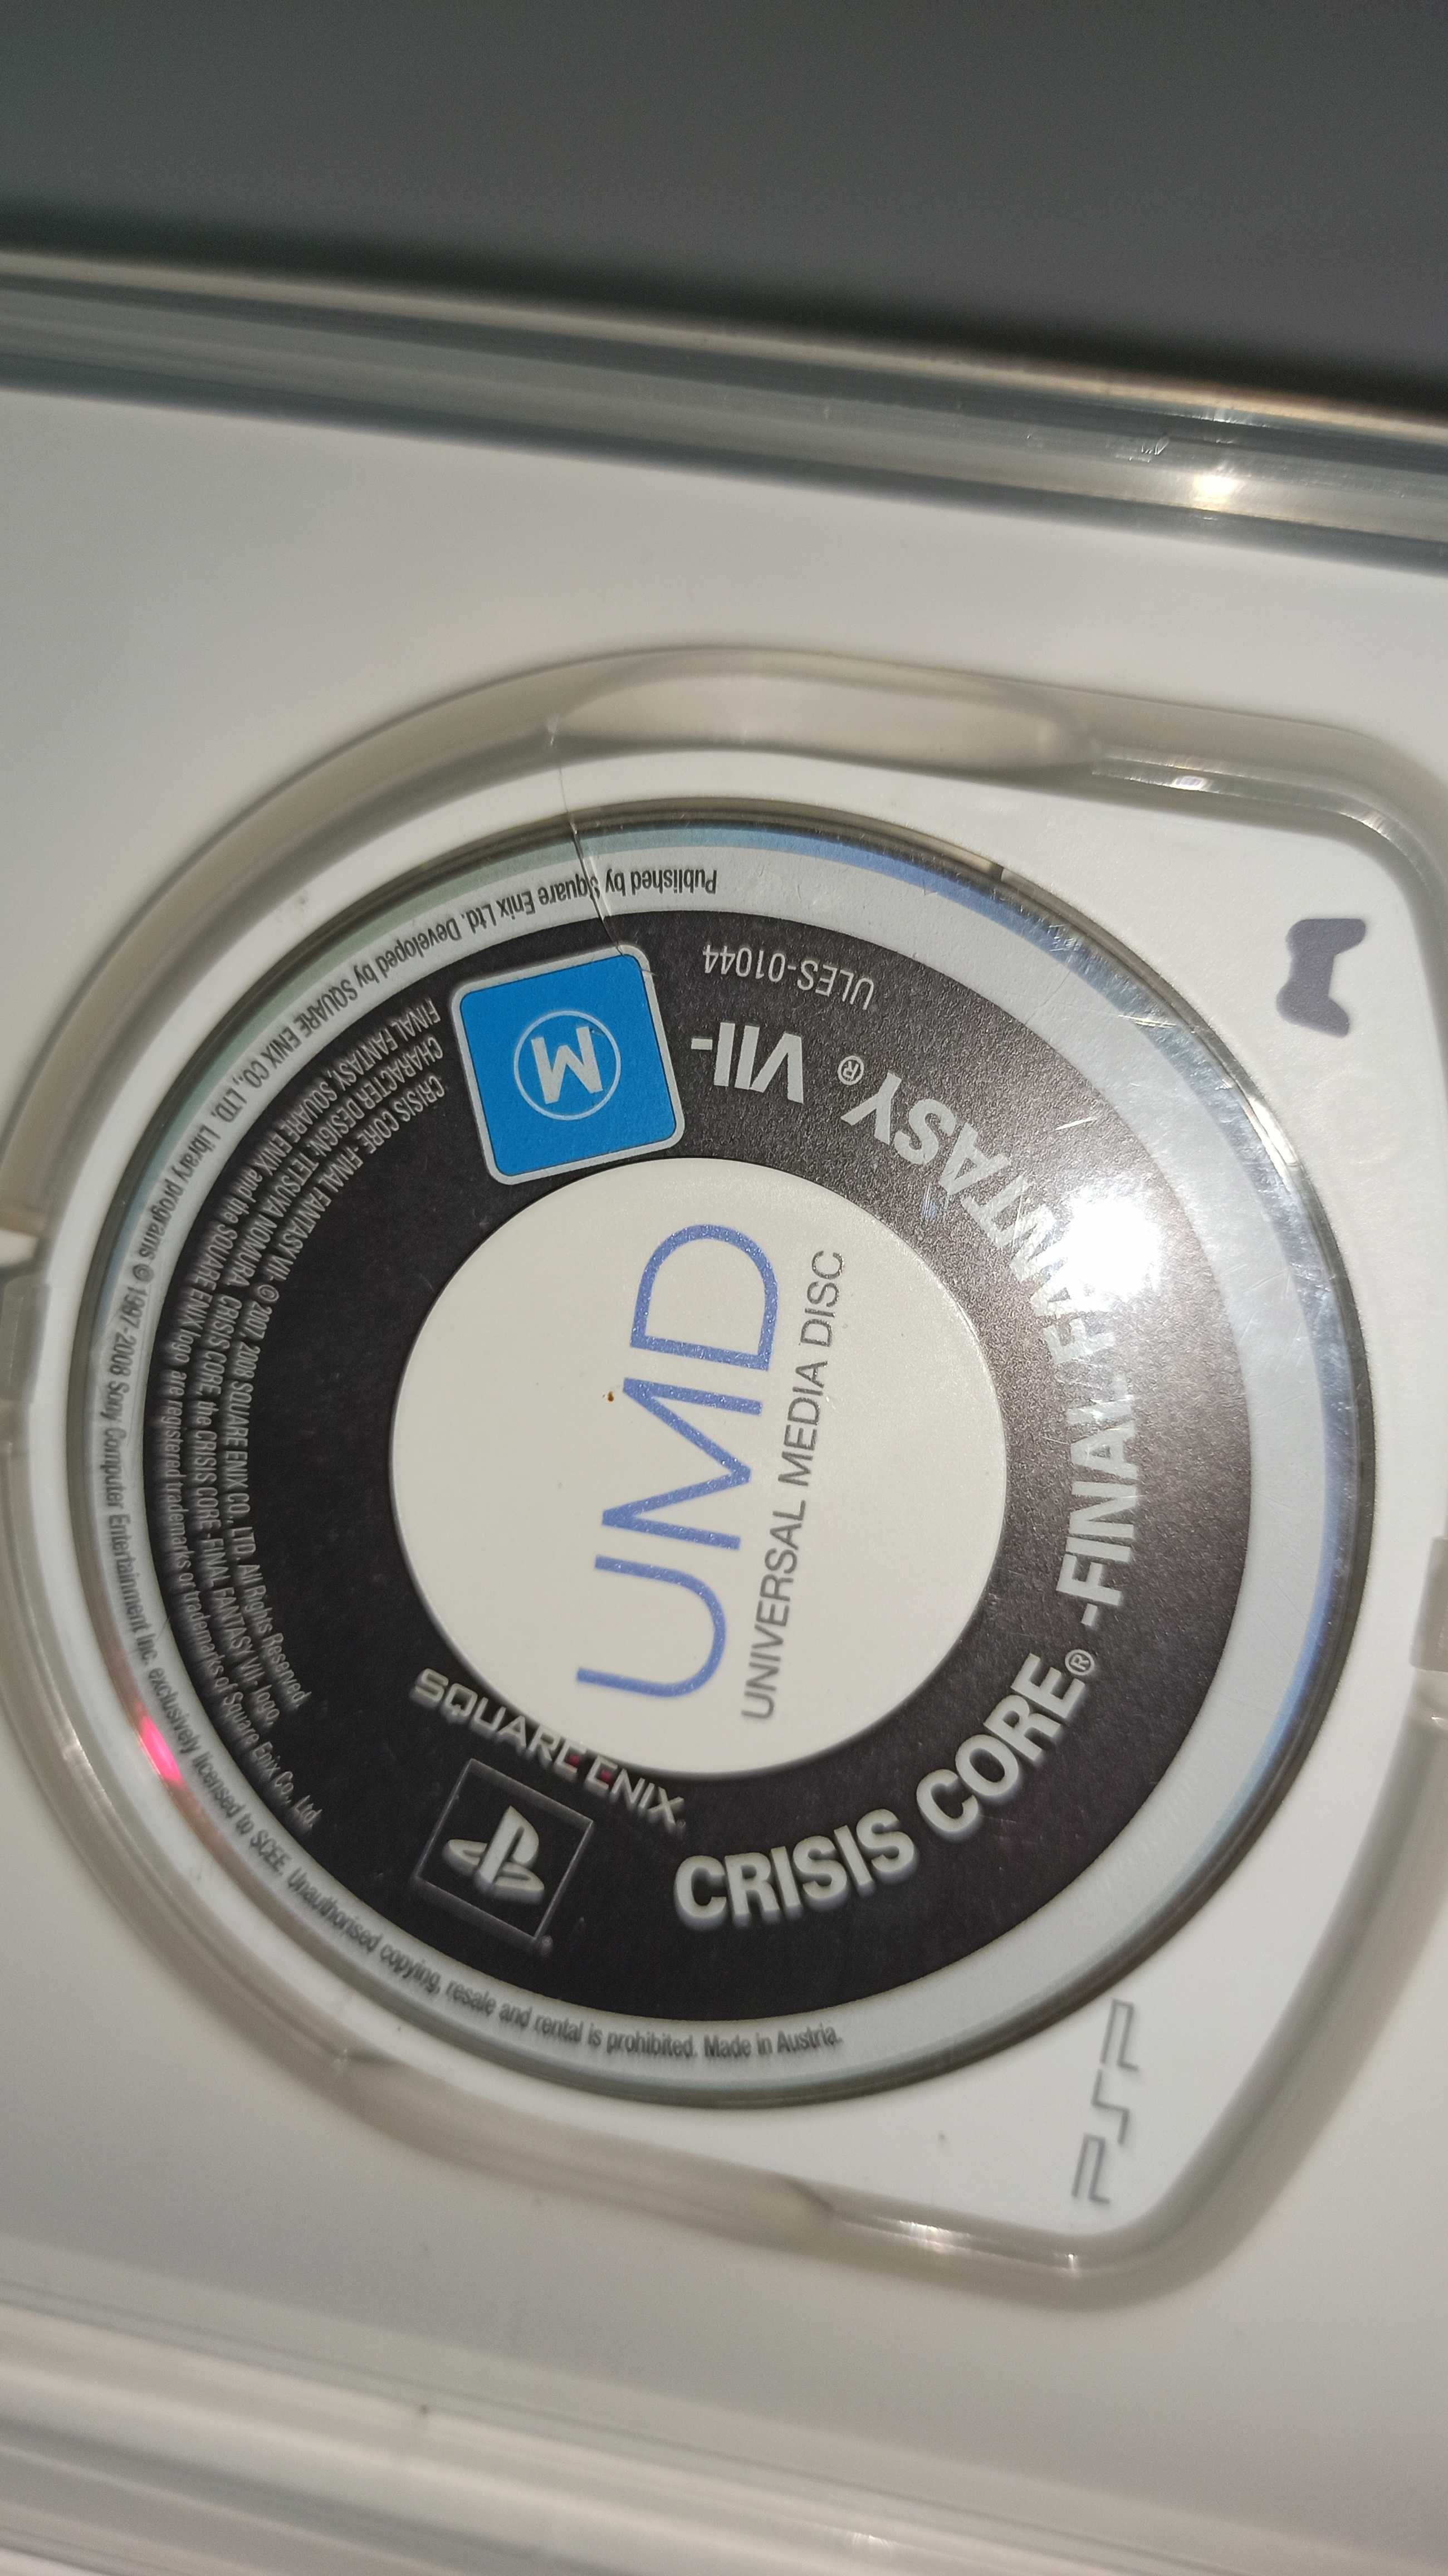 CRISIS CORE® -FINAL FANTASY® VII-
ULES-01044
M
UMD
UNIVERSAL MEDIA DISC
SQUARE ENIX.
CRISIS CORE -FINAL FANTASY VII- © 2007, 2008 SQUARE ENIX CO., LTD. All Rights Reserved.
CHARACTER DESIGN: TETSUYA NOMURA CRISIS CORE, the CRISIS CORE -FINAL FANTASY VII- logo,
FINAL FANTASY, SQUARE ENIX and the SQUARE ENIX logo are registered trademarks or trademarks of Square Enix Co., Ltd.
Published by Square Enix Ltd. Developed by SQUARE ENIX CO., LTD. Library programs © 1997-2008 Sony Computer Entertainment Inc. exclusively licensed to SCEE. Unauthorised copying, resale and rental is prohibited. Made in Austria.
PSP